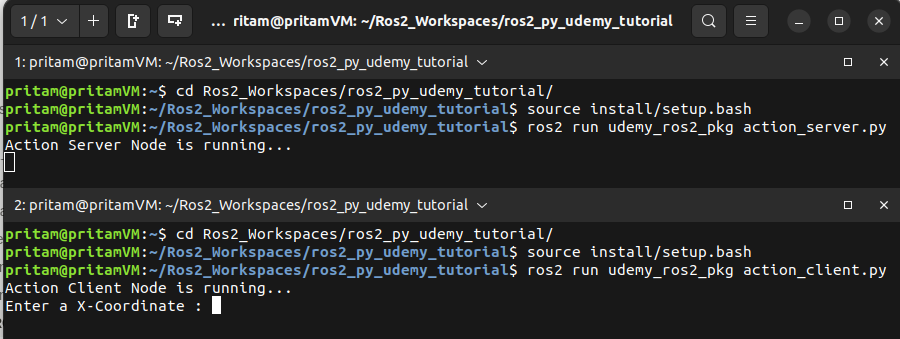 1 / 1
... ritam@pritamVM: ~/Ros2_Workspaces/ros2_py_udemy_tutorial
1: pritam@pritamVM: ~/Ros2_Workspaces/ros2_py_udemy_tutorial
pritam@pritamVM:~$ cd Ros2_Workspaces/ros2_py_udemy_tutorial/
pritam@pritamVM:~/Ros2_Workspaces/ros2_py_udemy_tutorial$ source install/setup.bash
pritam@pritamVM:~/Ros2_Workspaces/ros2_py_udemy_tutorial$ ros2 run udemy_ros2_pkg action_server.py
Action Server Node is running...
2: pritam@pritamVM: ~/Ros2_Workspaces/ros2_py_udemy_tutorial
pritam@pritamVM:~$ cd Ros2_Workspaces/ros2_py_udemy_tutorial/
pritam@pritamVM:~/Ros2_Workspaces/ros2_py_udemy_tutorial$ source install/setup.bash
pritam@pritamVM:~/Ros2_Workspaces/ros2_py_udemy_tutorial$ ros2 run udemy_ros2_pkg action_client.py
Action Client Node is running...
Enter a X-Coordinate :